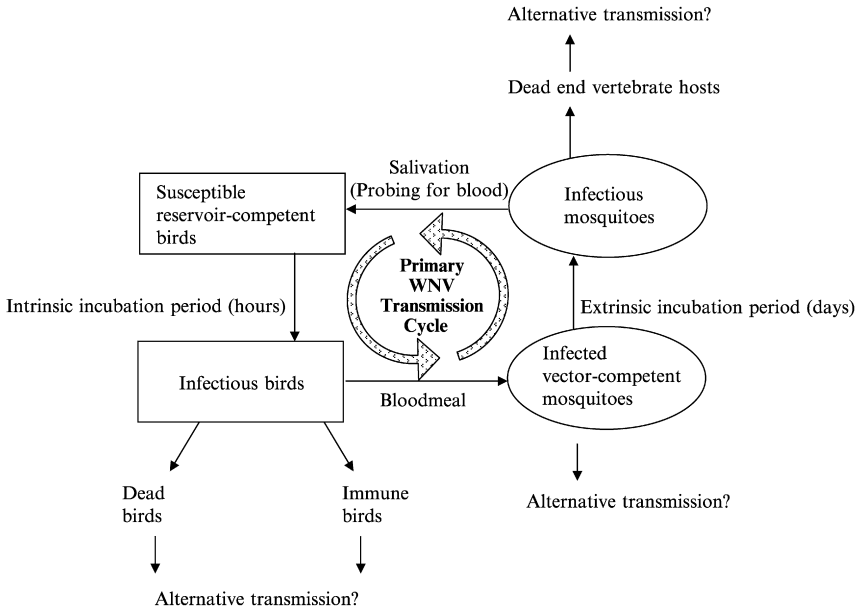 Alternative transmission?
Dead end vertebrate hosts
Salivation
(Probing for blood)
Susceptible
reservoir-competent
birds
Infectious
mosquitoes
Primary
WNV
Transmission
Cycle
Intrinsic incubation period (hours)
Extrinsic incubation period (days)
Infectious birds
Bloodmeal
Infected
vector-competent
mosquitoes
Dead
birds
Immune
birds
Alternative transmission?
Alternative transmission?